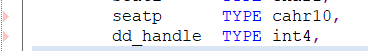 seatp TYPE cahr10,
dd_handle TYPE int4,